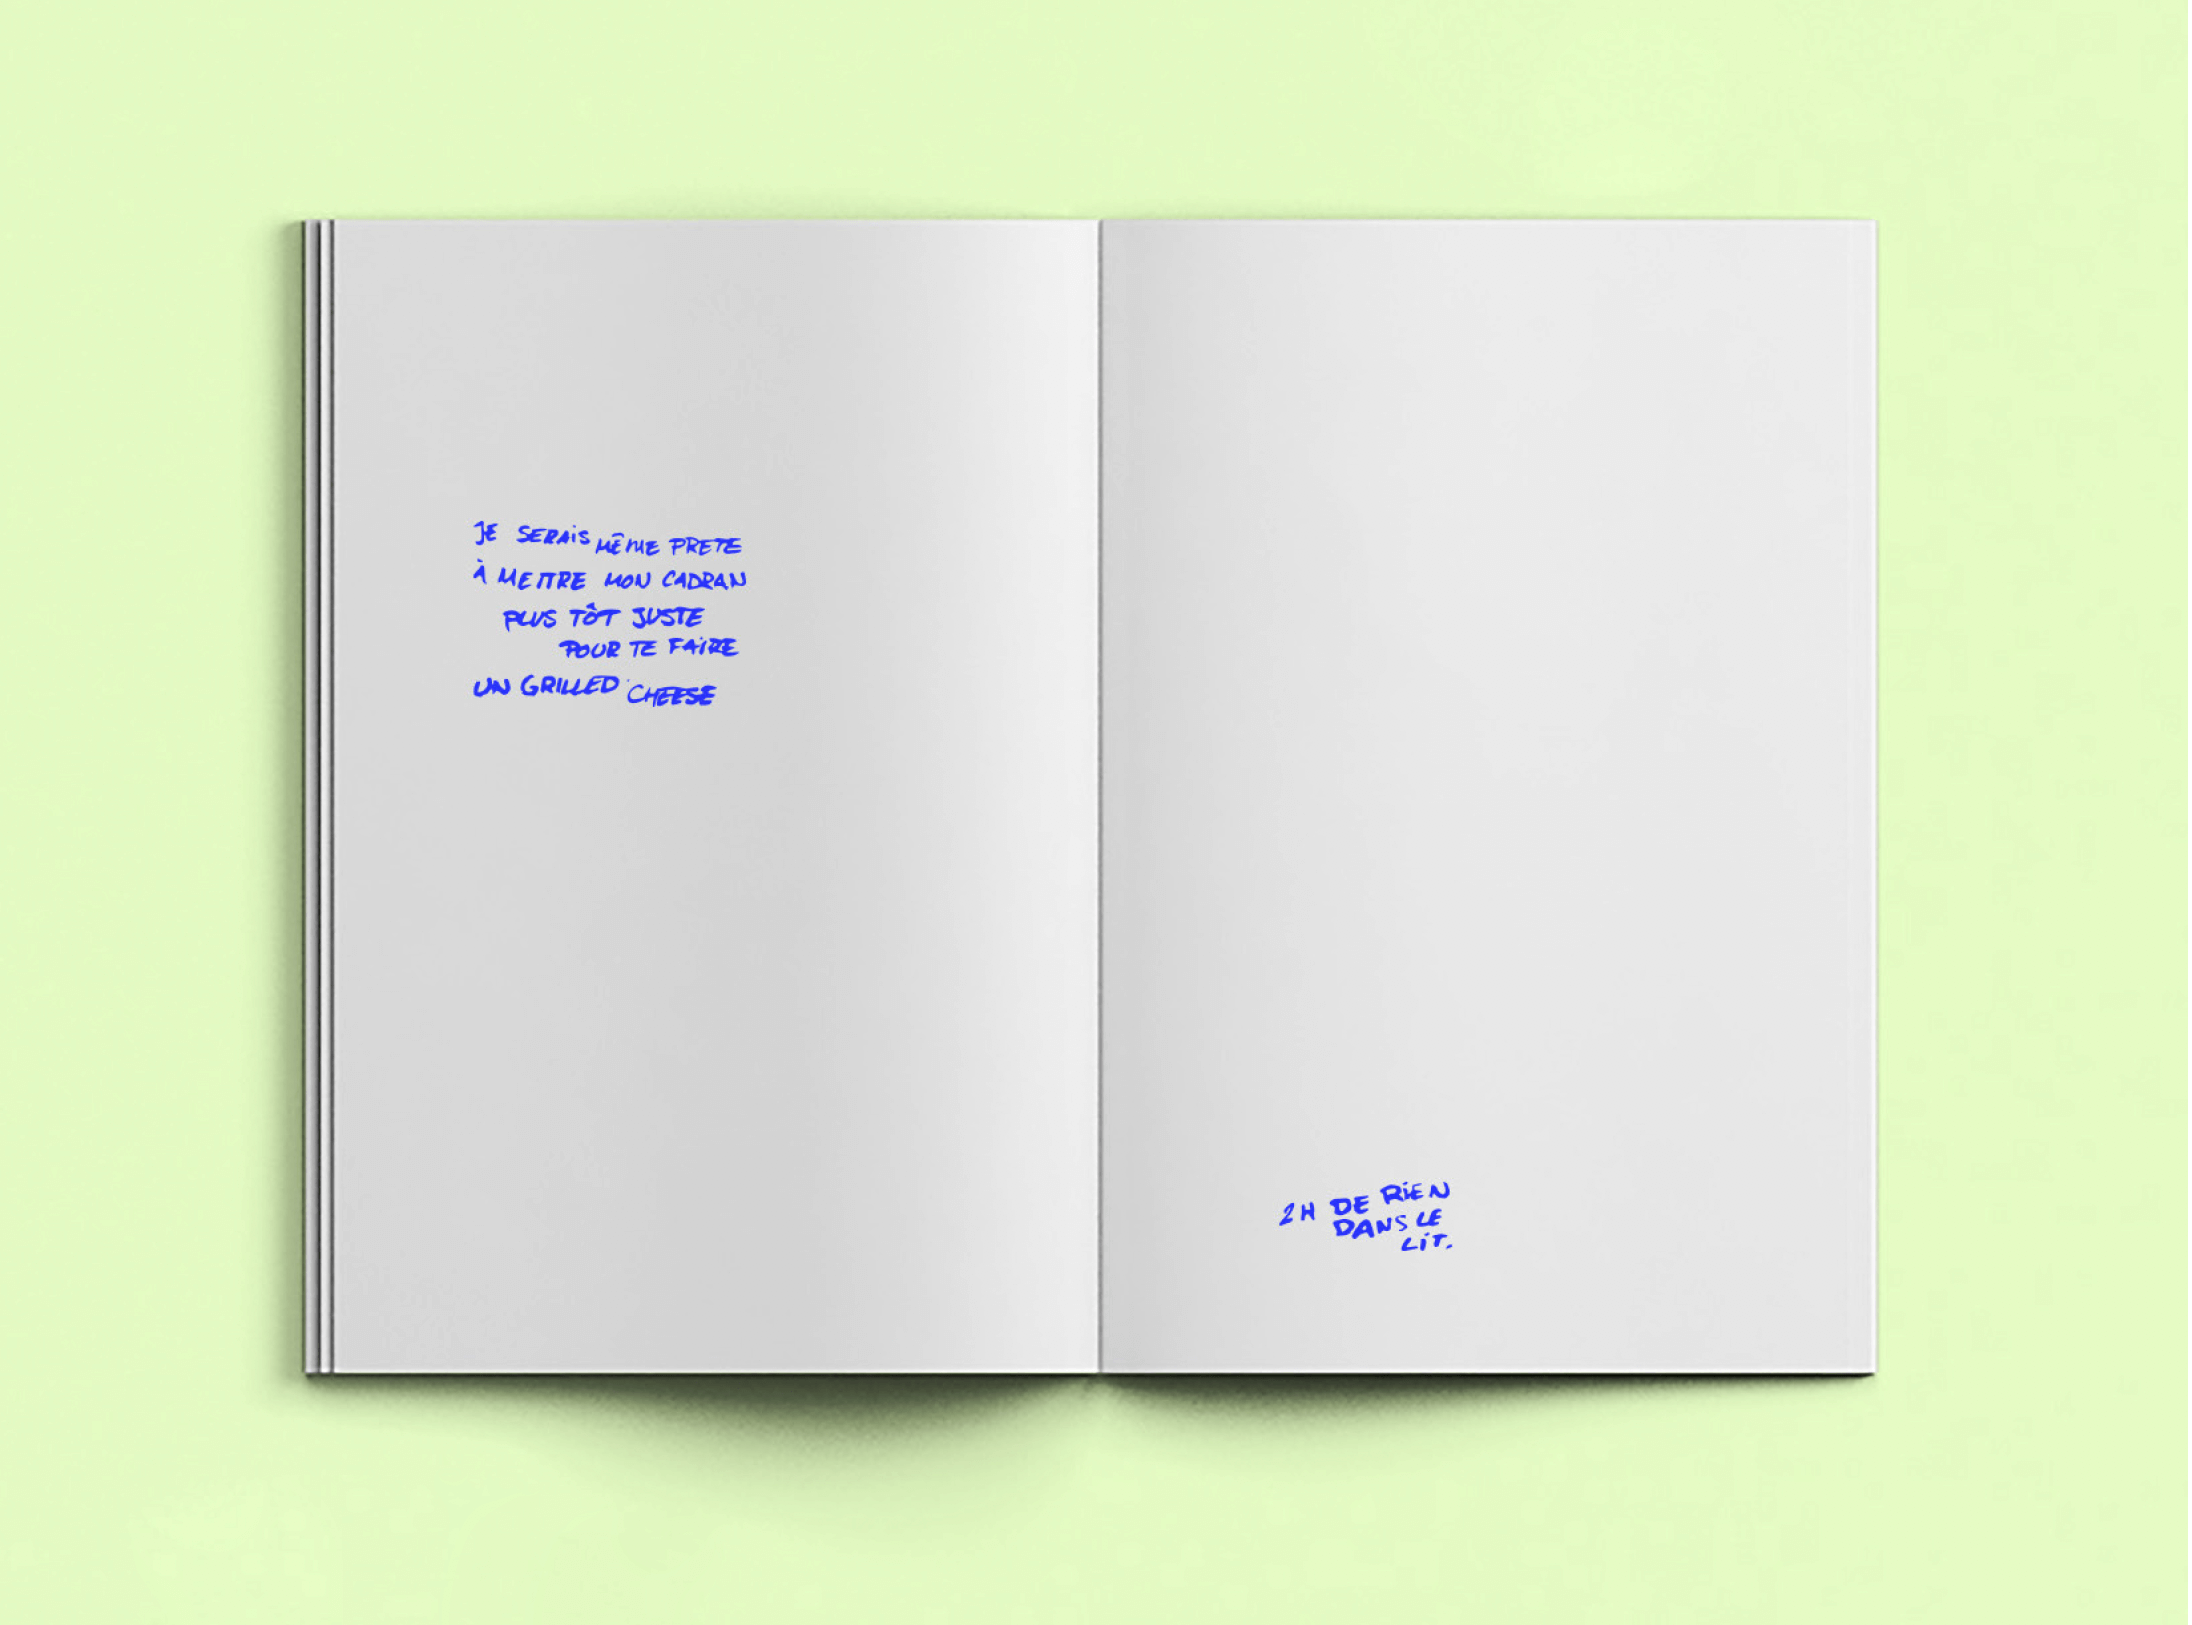 JE SERAiS MÊME PRETE
À METTRE MON CADRAN
PLUS TÔT JUSTE
POUR TE FAiRE
UN GRILLED CHEESE
2H DE RiEN
DANS LE
LiT.